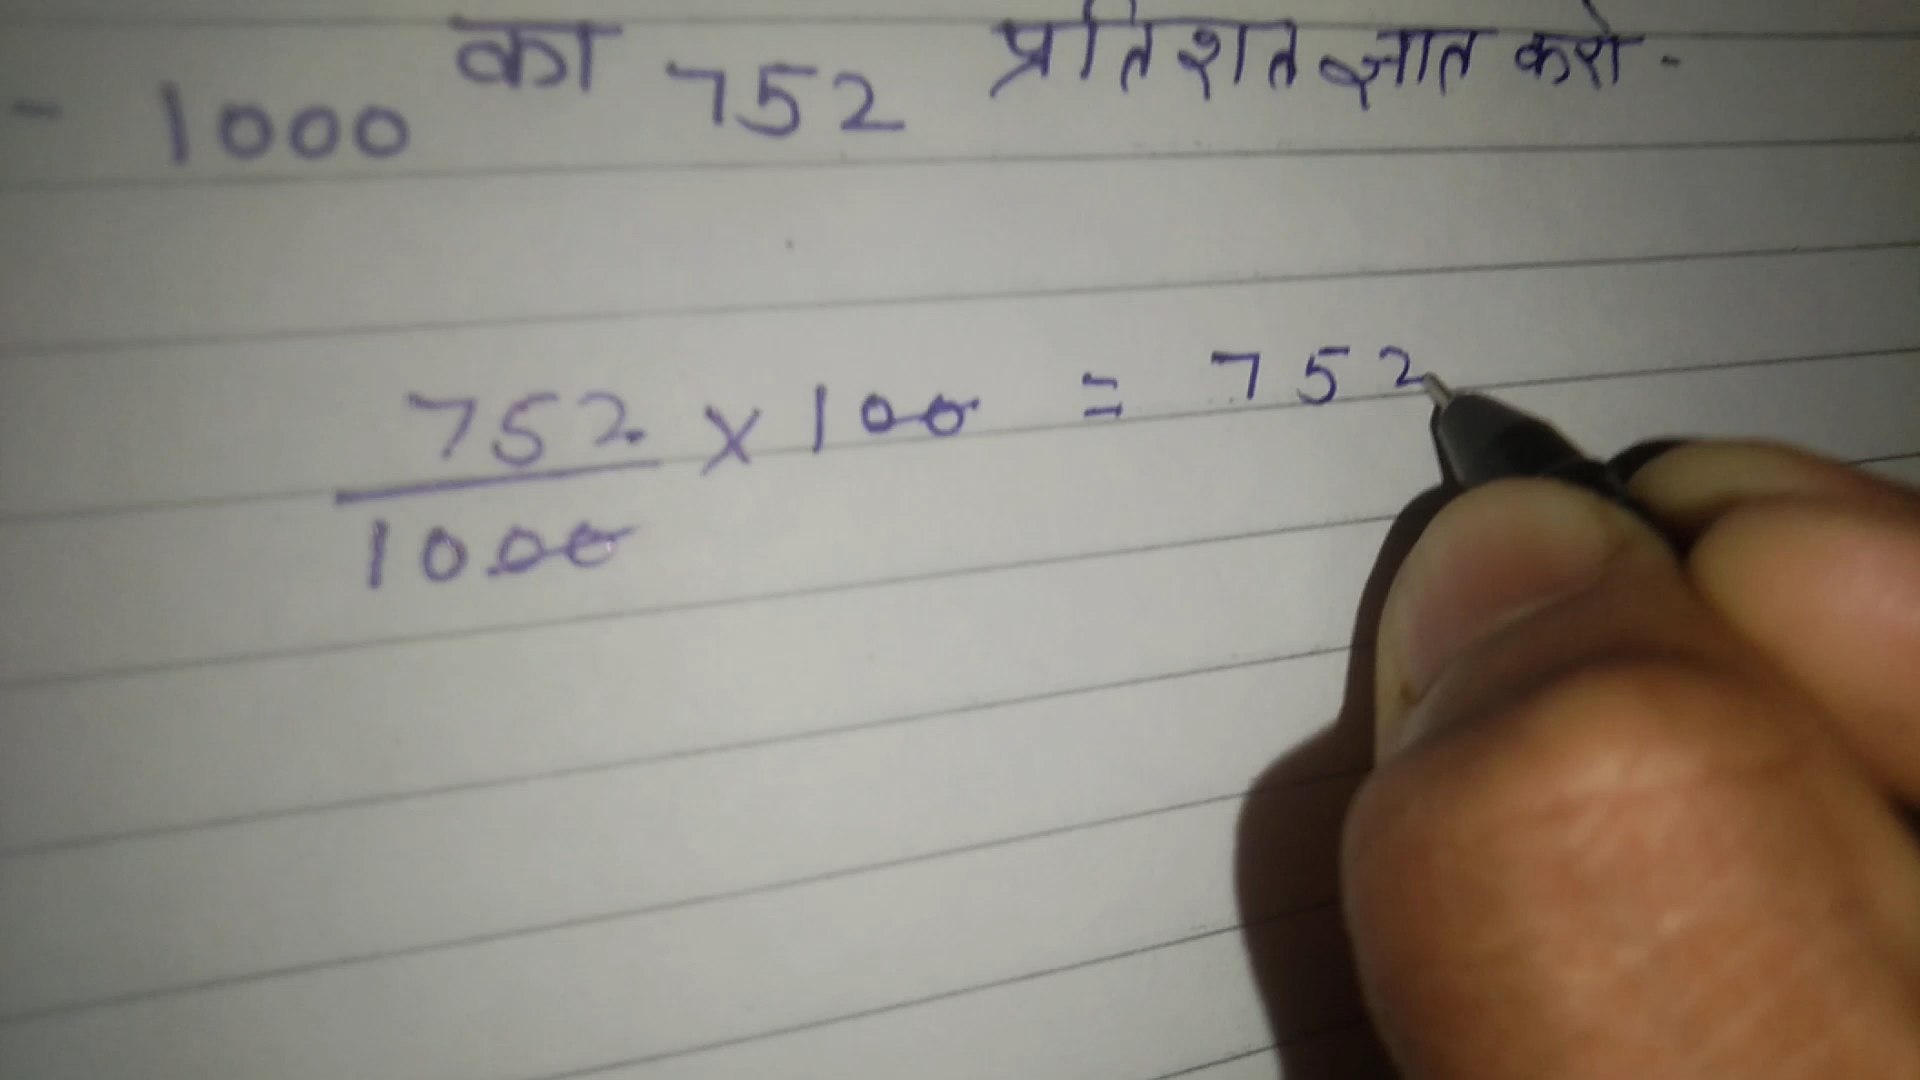 - 1000 का 752 प्रतिशत ज्ञात करो -
752 x 100 = 752
1000